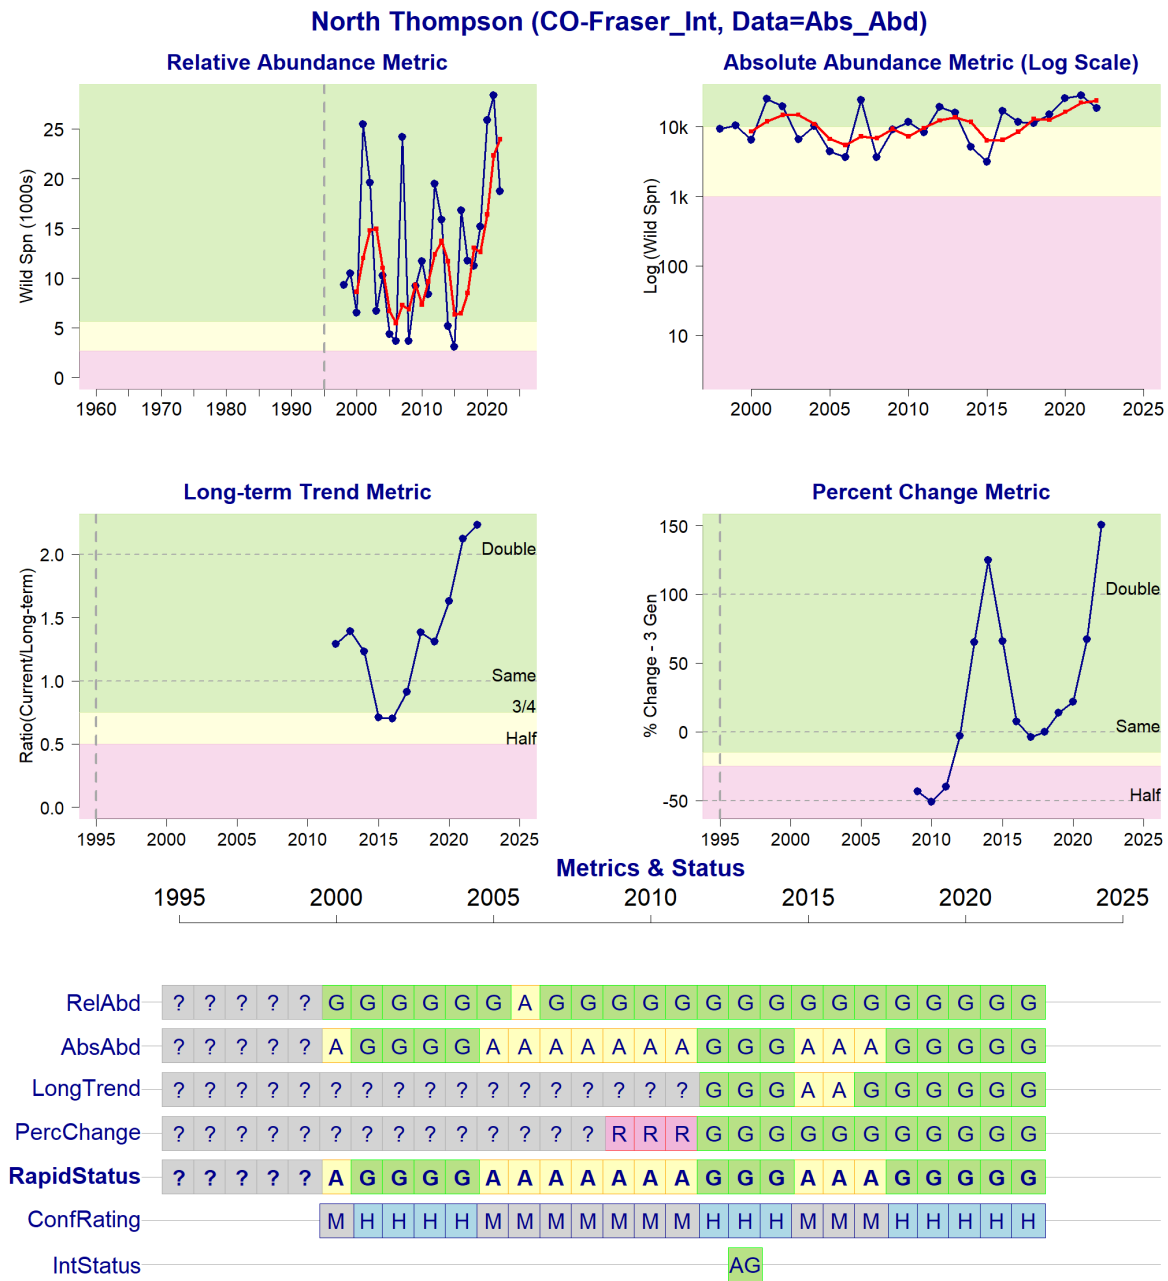 North Thompson (CO-Fraser_Int, Data=Abs_Abd)
Relative Abundance Metric
Wild Spn (1000s)
25
20
15
10
5
0
1960 1970 1980 1990 2000 2010 2020
Absolute Abundance Metric (Log Scale)
Log (Wild Spn)
10k
1k
100
10
2000 2005 2010 2015 2020 2025
Long-term Trend Metric
Ratio(Current/Long-term)
2.0
1.5
1.0
0.5
0.0
Double
Same
3/4
Half
1995 2000 2005 2010 2015 2020 2025
Percent Change Metric
% Change - 3 Gen
150
100
50
0
-50
Double
Same
Half
1995 2000 2005 2010 2015 2020 2025
Metrics & Status
1995 2000 2005 2010 2015 2020 2025
RelAbd ? ? ? ? ? G G G G G G A G G G G G G G G G G G G G G G G
AbsAbd ? ? ? ? ? A G G G G A A A A A A A G G G A A A G G G G G
LongTrend ? ? ? ? ? ? ? ? ? ? ? ? ? ? ? ? ? G G G A A G G G G G G
PercChange ? ? ? ? ? ? ? ? ? ? ? ? ? ? R R R G G G G G G G G G G G
RapidStatus ? ? ? ? ? A G G G G A A A A A A A G G G A A A G G G G G
ConfRating M H H H H M M M M M M M H H H M M M H H H H H
IntStatus AG